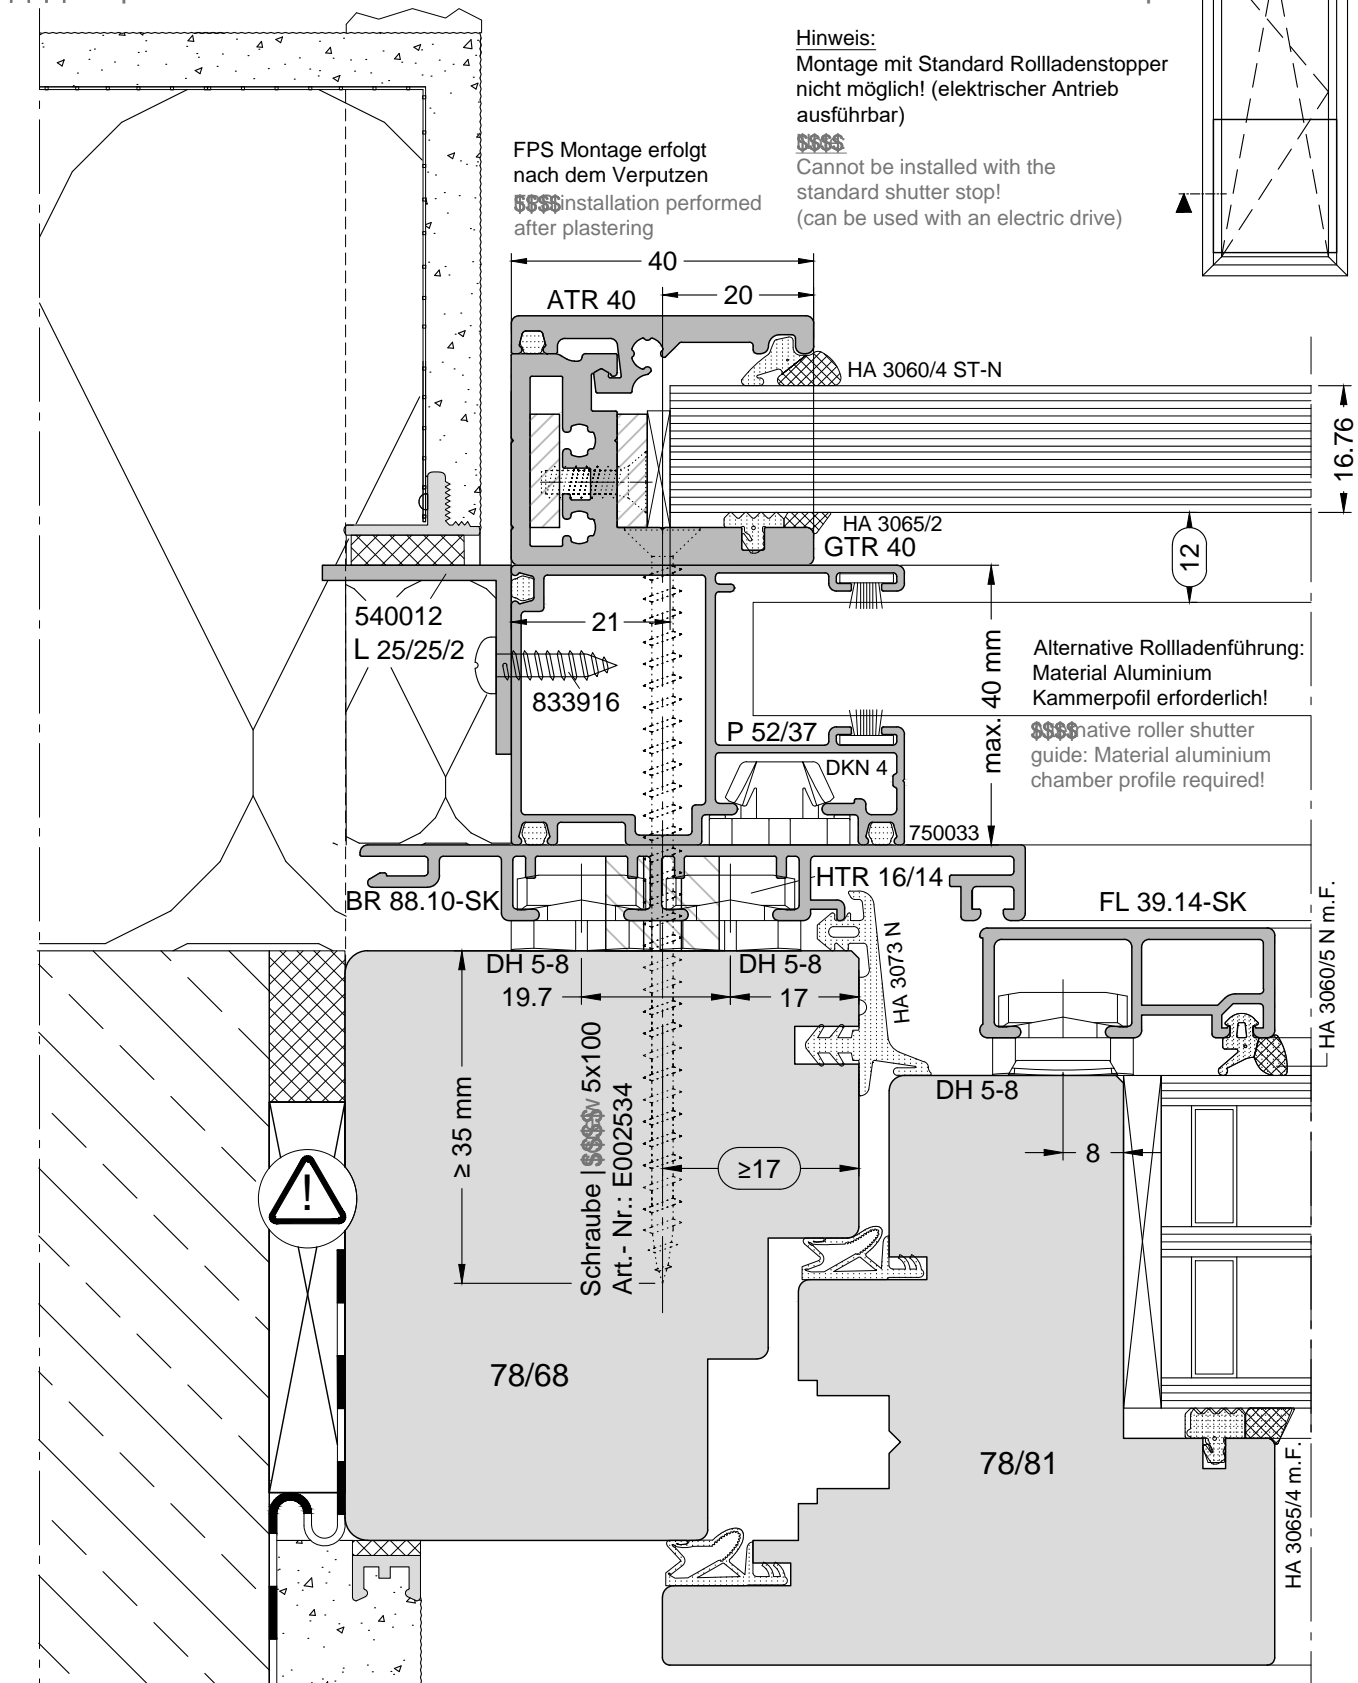 Hinweis:
Montage mit Standard Rollladenstopper
nicht möglich! (elektrischer Antrieb
ausführbar)
Cannot be installed with the
standard shutter stop!
(can be used with an electric drive)
FPS Montage erfolgt
nach dem Verputzen
installation performed
after plastering
40
ATR 40
20
HA 3060/4 ST-N
16.76
HA 3065/2
GTR 40
12
540012
L 25/25/2
21
833916
max. 40 mm
Alternative Rollladenführung:
Material Aluminium
Kammerpofil erforderlich!
native roller shutter
guide: Material aluminium
chamber profile required!
P 52/37
DKN 4
750033
HTR 16/14
BR 88.10-SK
FL 39.14-SK
HA 3073 N
HA 3060/5 N m.F.
DH 5-8
DH 5-8
19.7
17
≥ 35 mm
Schraube | 5x100
Art.- Nr.: E002534
DH 5-8
8
≥17
!
78/68
78/81
HA 3065/4 m.F.